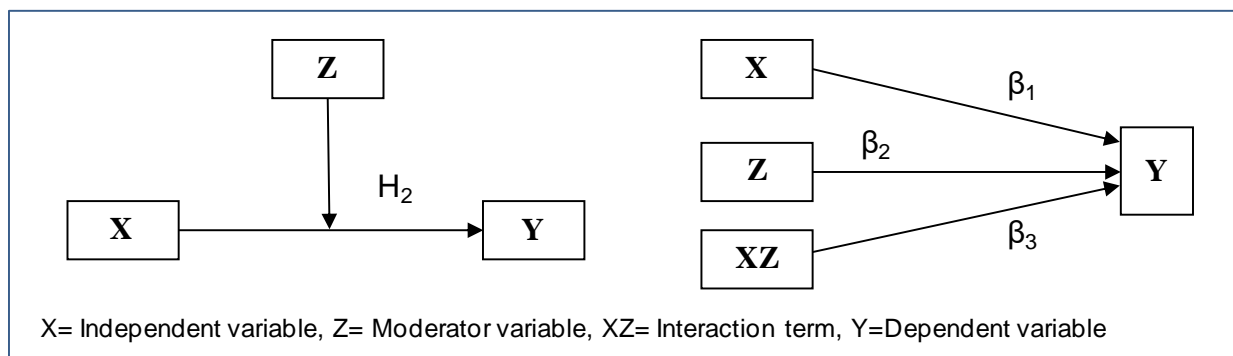 Z
H₂
X
Y
X
β₁
Z
β₂
Y
XZ
β₃
X= Independent variable, Z= Moderator variable, XZ= Interaction term, Y=Dependent variable